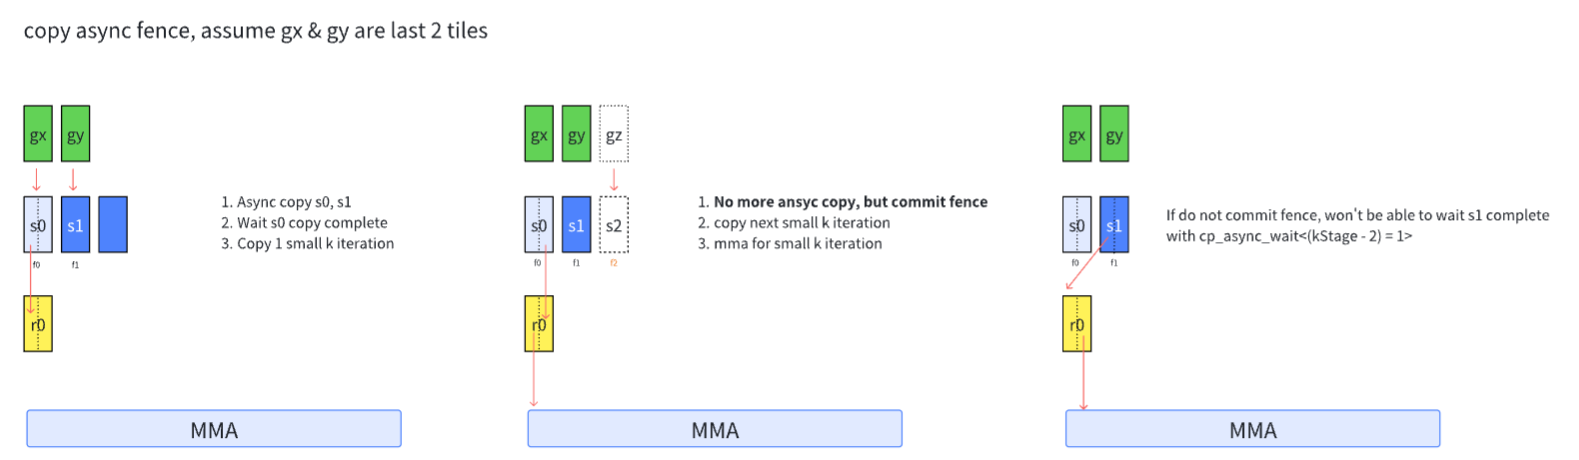 copy async fence, assume gx & gy are last 2 tiles
gx gy
s0 s1
f0 f1
r0
1. Async copy s0, s1
2. Wait s0 copy complete
3. Copy 1 small k iteration
MMA
gx gy gz
s0 s1 s2
f0 f1 f2
r0
1. No more ansyc copy, but commit fence
2. copy next small k iteration
3. mma for small k iteration
MMA
gx gy
s0 s1
f0 f1
r0
If do not commit fence, won't be able to wait s1 complete
with cp_async_wait<(kStage - 2) = 1>
MMA